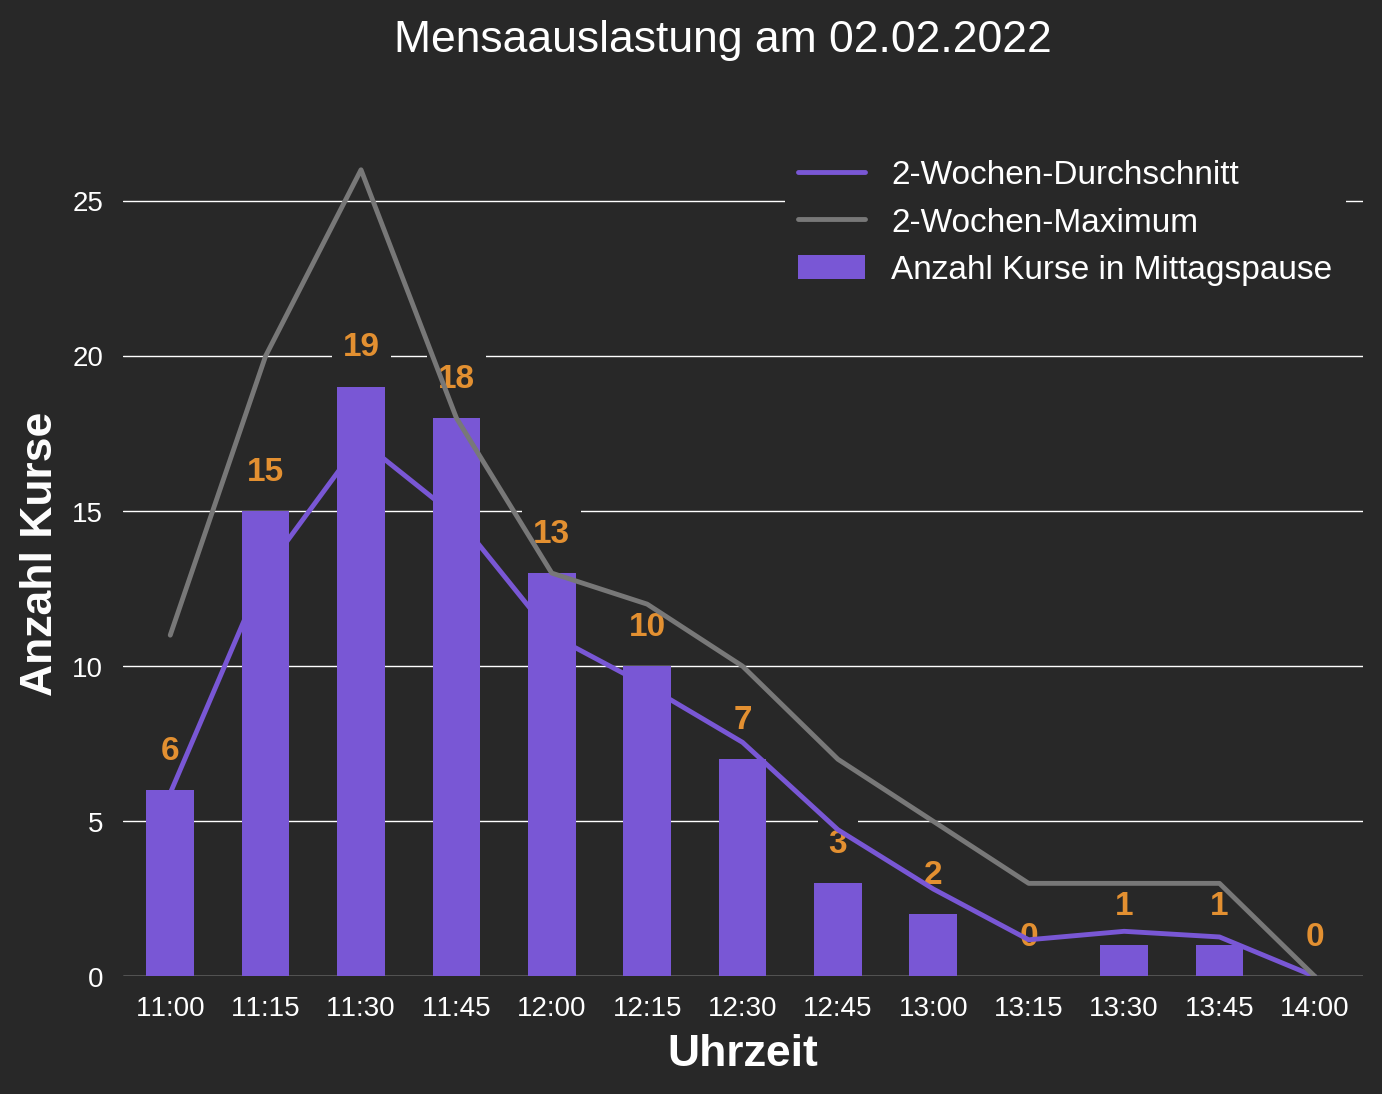 Mensaauslastung am 02.02.2022
2-Wochen-Durchschnitt
2-Wochen-Maximum
Anzahl Kurse in Mittagspause
Anzahl Kurse
25
20
15
10
5
0
6
15
19
18
13
10
7
3
2
0
1
1
0
11:00 11:15 11:30 11:45 12:00 12:15 12:30 12:45 13:00 13:15 13:30 13:45 14:00
Uhrzeit